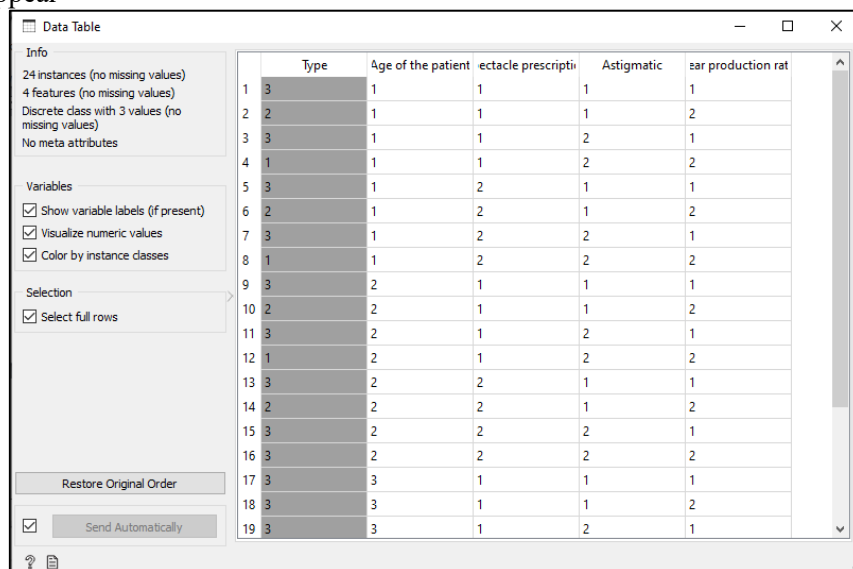 Data Table
Info
24 instances (no missing values)
4 features (no missing values)
Discrete class with 3 values (no
missing values)
No meta attributes
Variables
Show variable labels (if present)
Visualize numeric values
Color by instance classes
Selection
Select full rows
Restore Original Order
Send Automatically
Type Age of the patient ectacle prescripti Astigmatic ear production rat
1 3 1 1 1 1
2 2 1 1 1 2
3 3 1 1 2 1
4 1 1 1 2 2
5 3 1 2 1 1
6 2 1 2 1 2
7 3 1 2 2 1
8 1 1 2 2 2
9 3 2 1 1 1
10 2 2 1 1 2
11 3 2 1 2 1
12 1 2 1 2 2
13 3 2 2 1 1
14 2 2 2 1 2
15 3 2 2 2 1
16 3 2 2 2 2
17 3 3 1 1 1
18 3 3 1 1 2
19 3 3 1 2 1
?